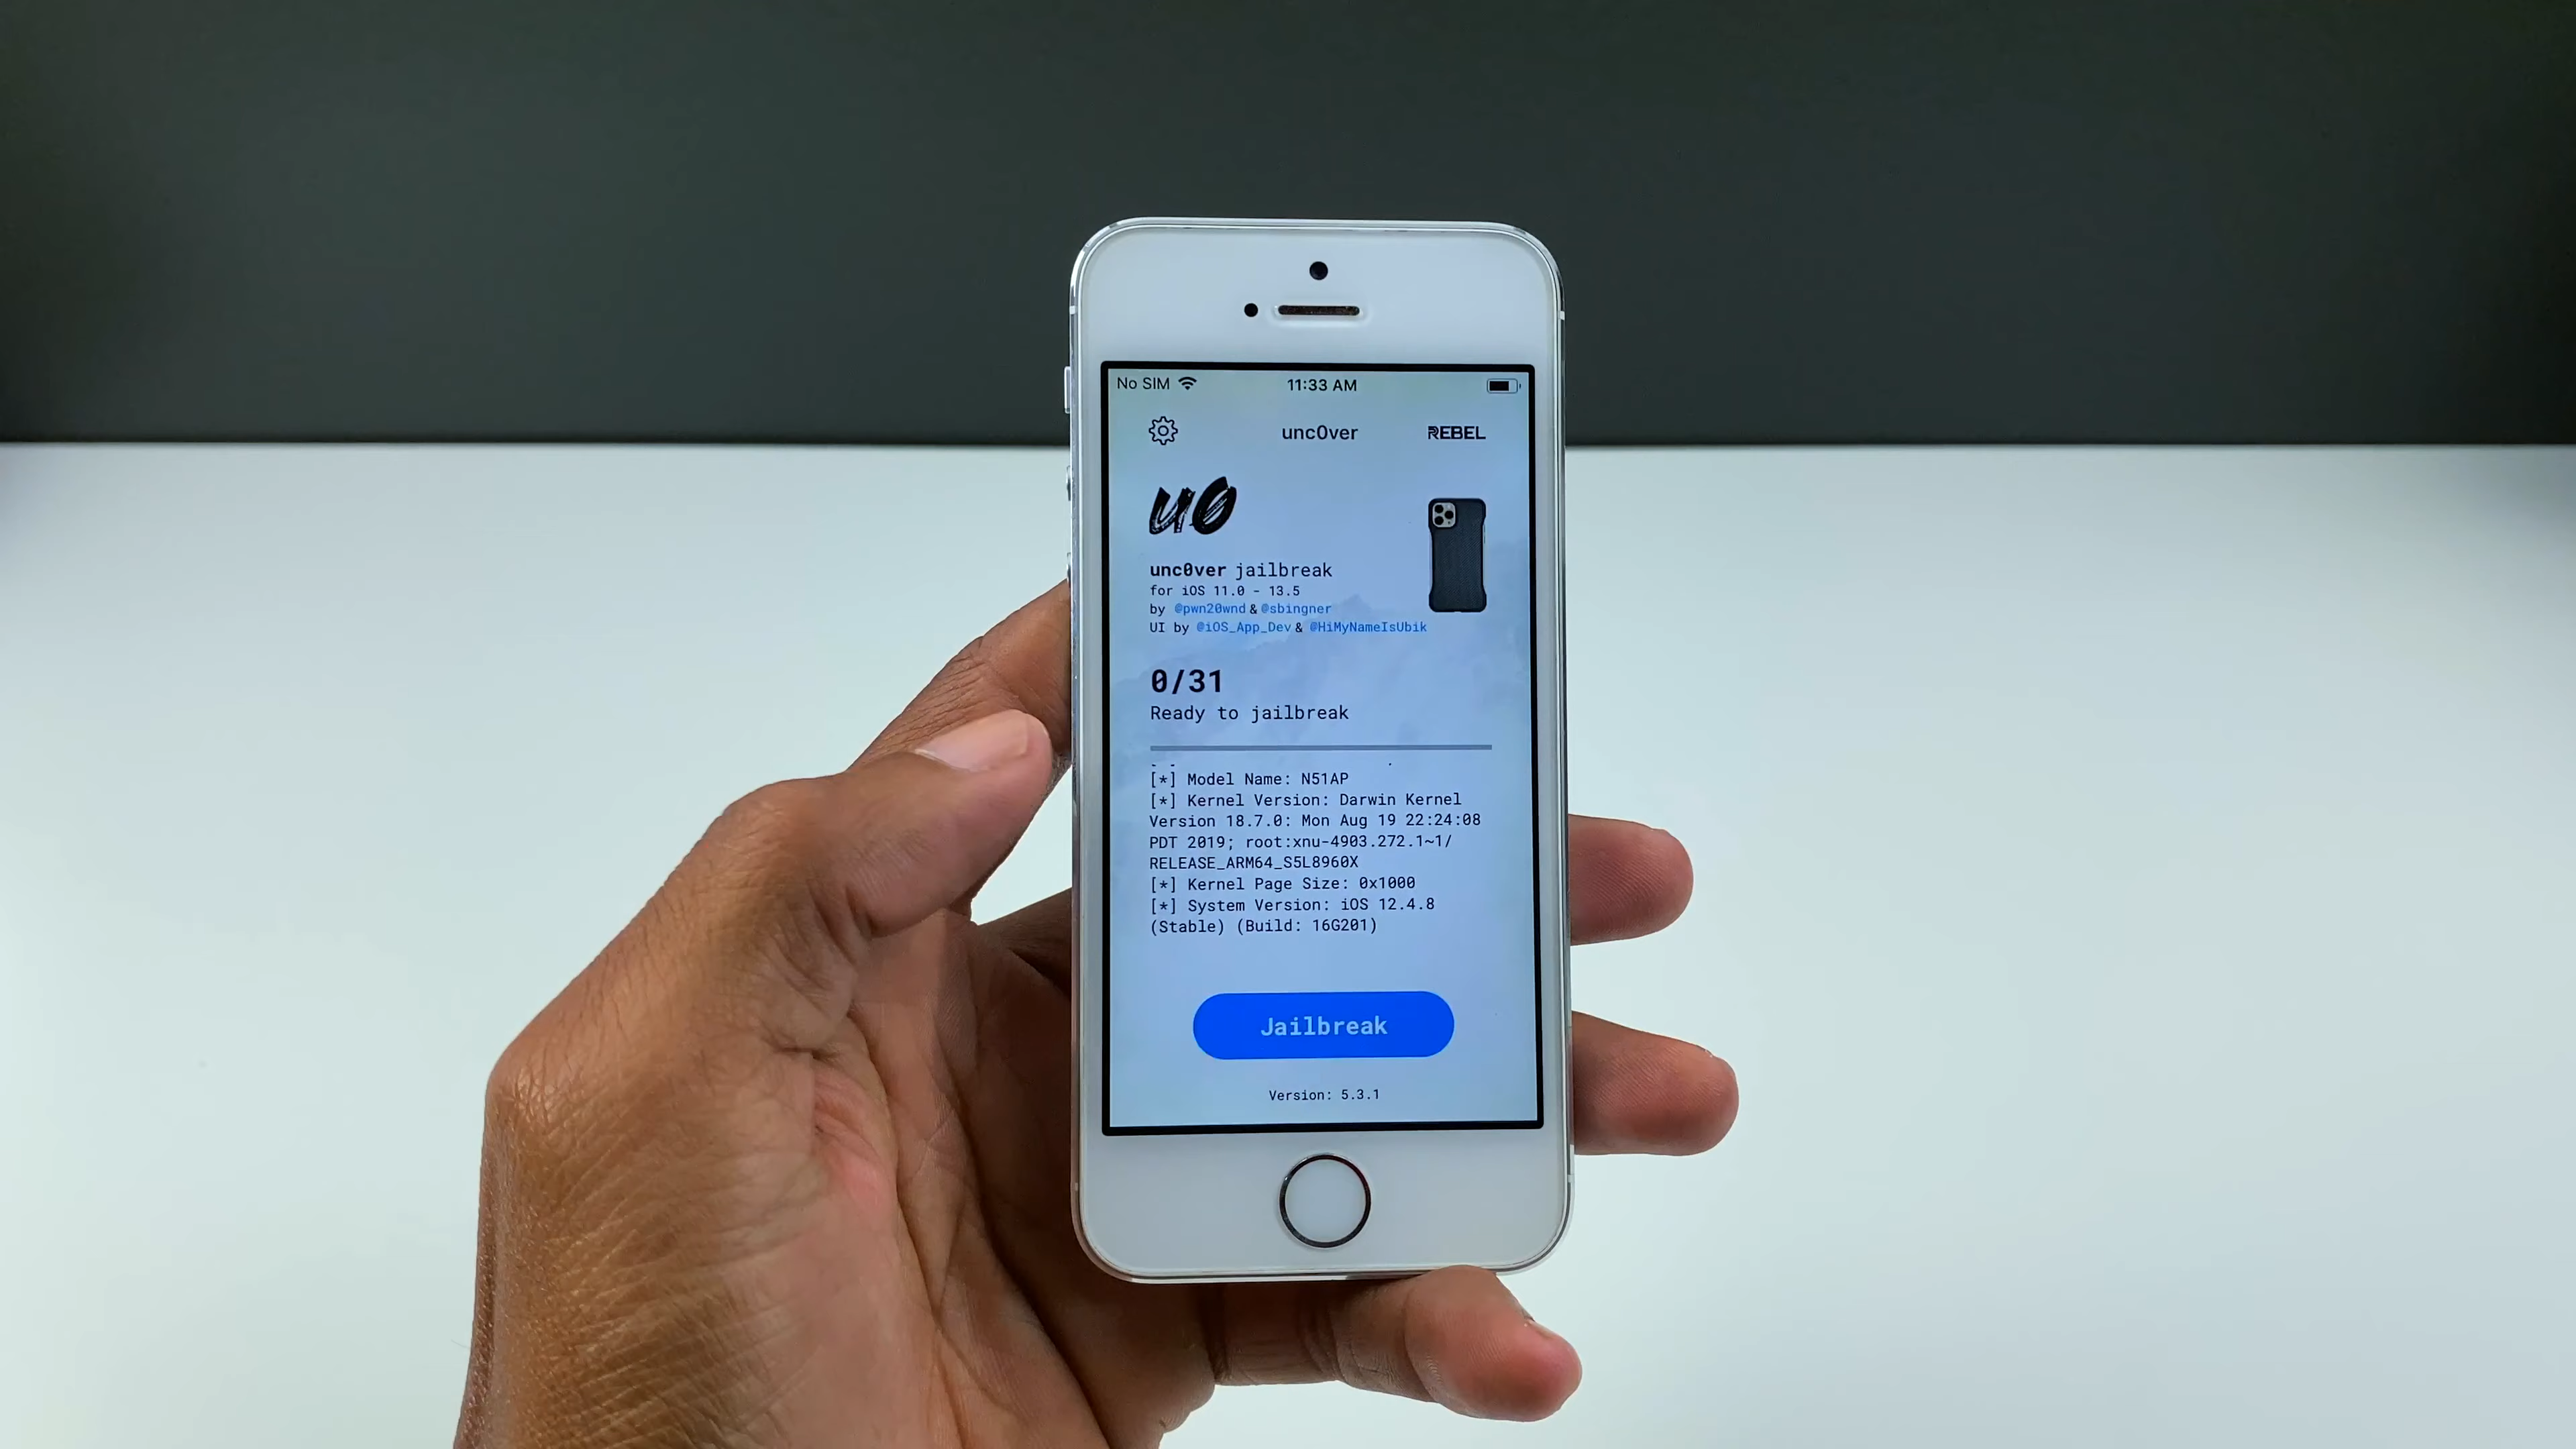 No SIM 11:33 AM
unc0ver REBEL
u0
unc0ver jailbreak
for iOS 11.0 - 13.5
by @pwn20wnd & @sbingner
UI by @iOS_App_Dev & @HiMyNameIsUbik
0/31
Ready to jailbreak
[*] Model Name: N51AP
[*] Kernel Version: Darwin Kernel
Version 18.7.0: Mon Aug 19 22:24:08
PDT 2019; root:xnu-4903.272.1~1/
RELEASE_ARM64_S5L8960X
[*] Kernel Page Size: 0x1000
[*] System Version: iOS 12.4.8
(Stable) (Build: 16G201)
Jailbreak
Version: 5.3.1